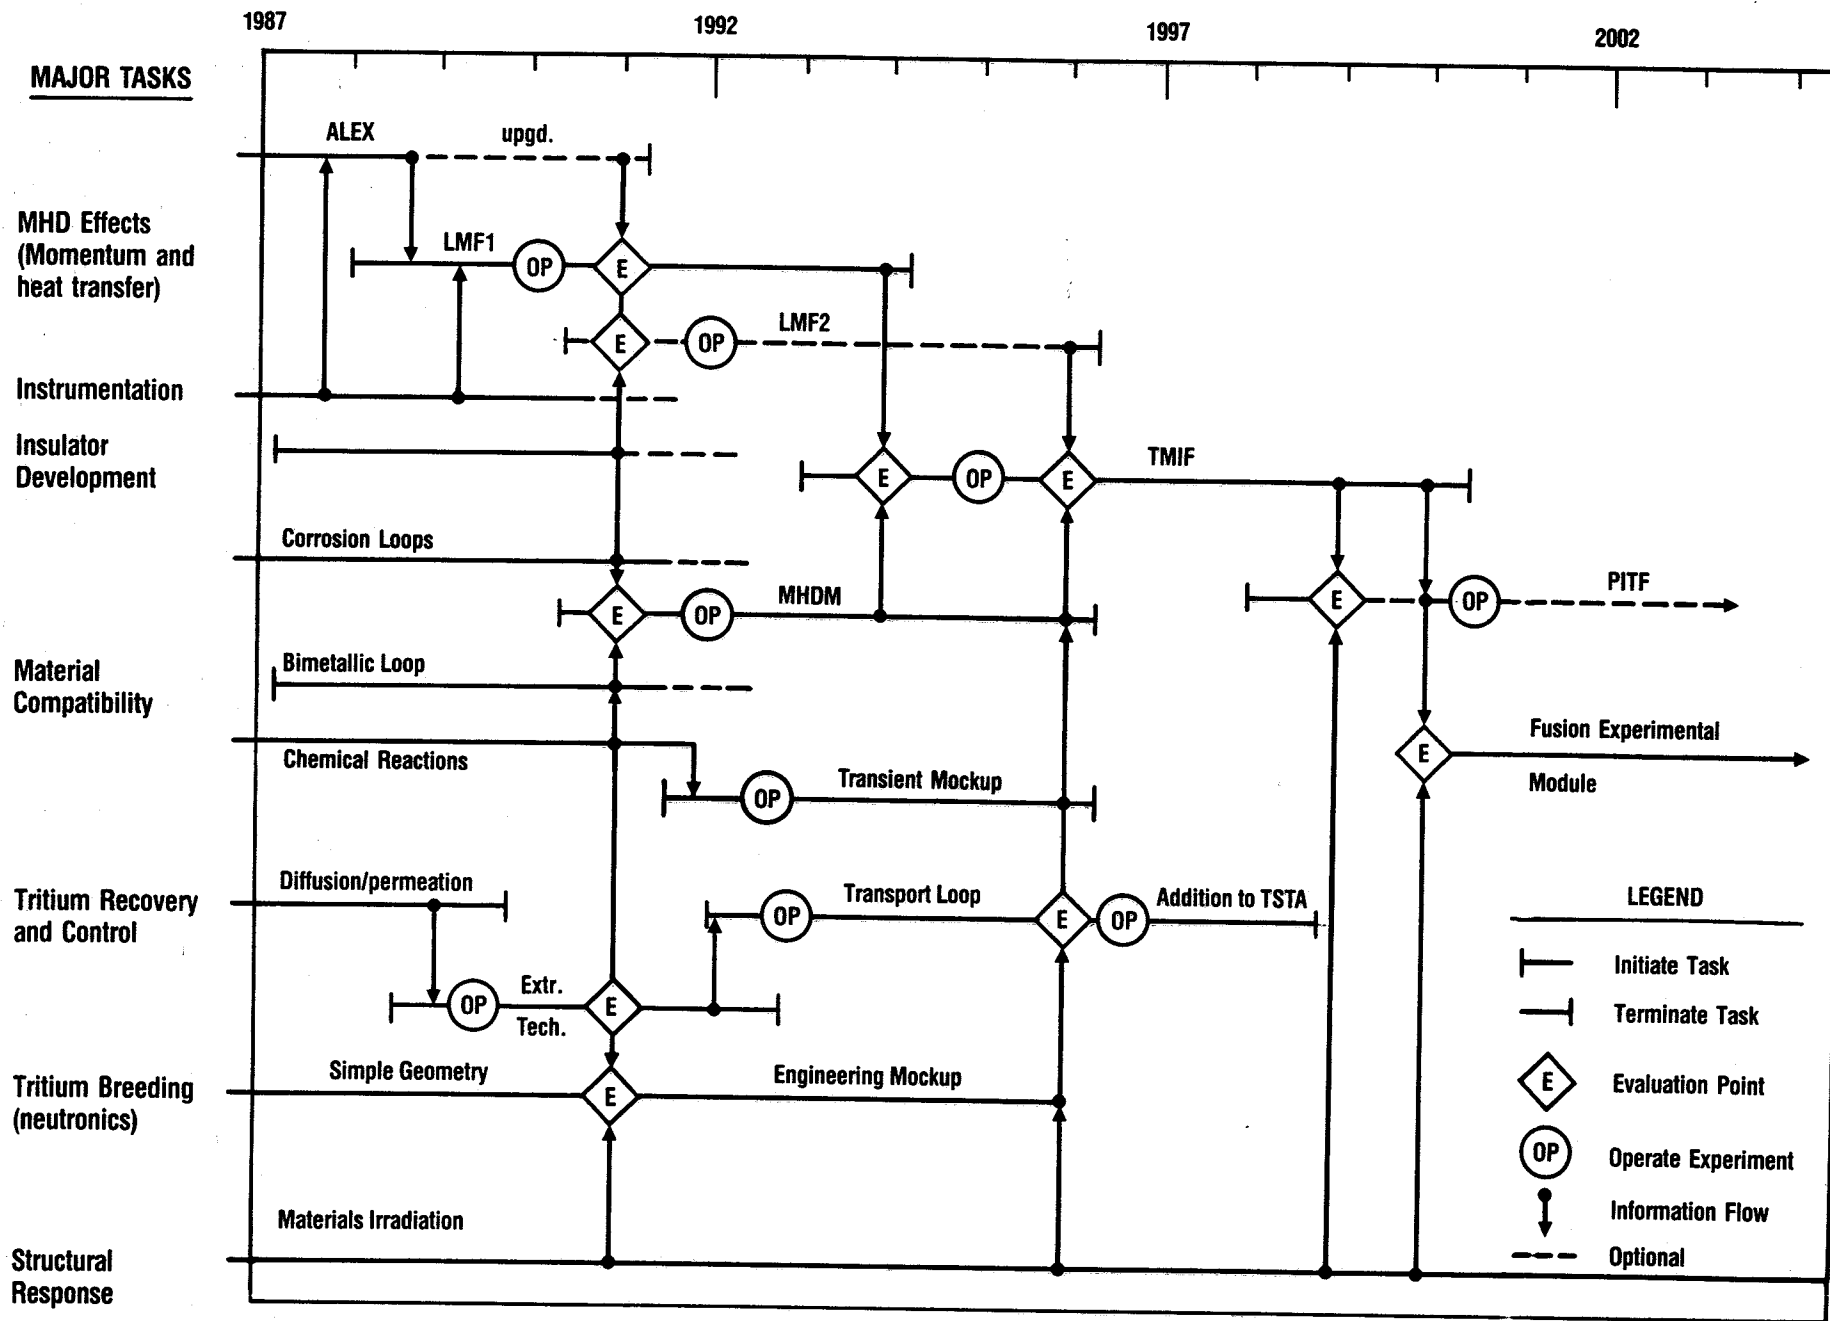 1987
1992
1997
2002
MAJOR TASKS
ALEX
upgd.
MHD Effects
(Momentum and
heat transfer)
LMF1
OP
E
E
OP
LMF2
Instrumentation
Insulator
Development
E
OP
E
TMIF
Corrosion Loops
E
OP
MHDM
E
OP
PITF
Material
Compatibility
Bimetallic Loop
Chemical Reactions
OP
Transient Mockup
E
Fusion Experimental
Module
Tritium Recovery
and Control
Diffusion/permeation
OP
Transport Loop
E
OP
Addition to TSTA
OP
Extr.
Tech.
E
Tritium Breeding
(neutronics)
Simple Geometry
E
Engineering Mockup
Materials Irradiation
Structural
Response
LEGEND
Initiate Task
Terminate Task
E
Evaluation Point
OP
Operate Experiment
Information Flow
Optional